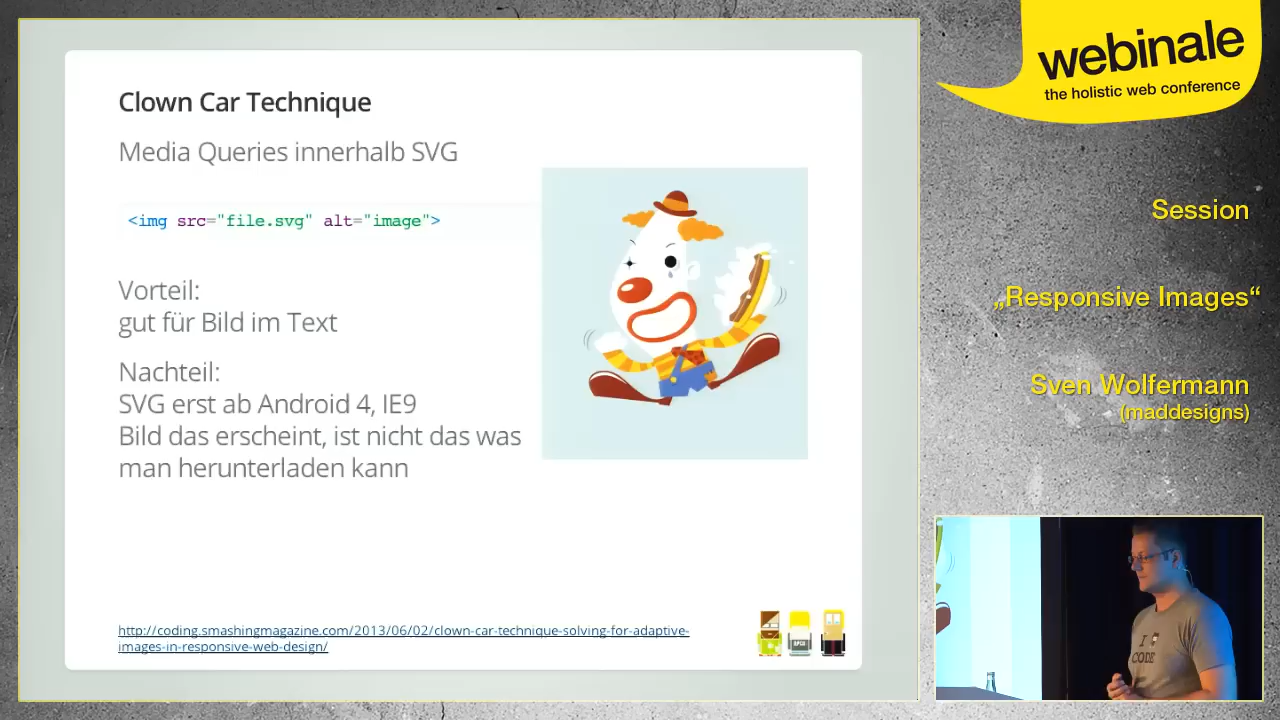 Clown Car Technique
Media Queries innerhalb SVG
<img src="file.svg" alt="image">
Vorteil:
gut für Bild im Text
Nachteil:
SVG erst ab Android 4, IE9
Bild das erscheint, ist nicht das was
man herunterladen kann
http://coding.smashingmagazine.com/2013/06/02/clown-car-technique-solving-for-adaptive-
images-in-responsive-web-design/
webinale
the holistic web conference
Session
„Responsive Images“
Sven Wolfermann
(maddesigns)
I
CODE